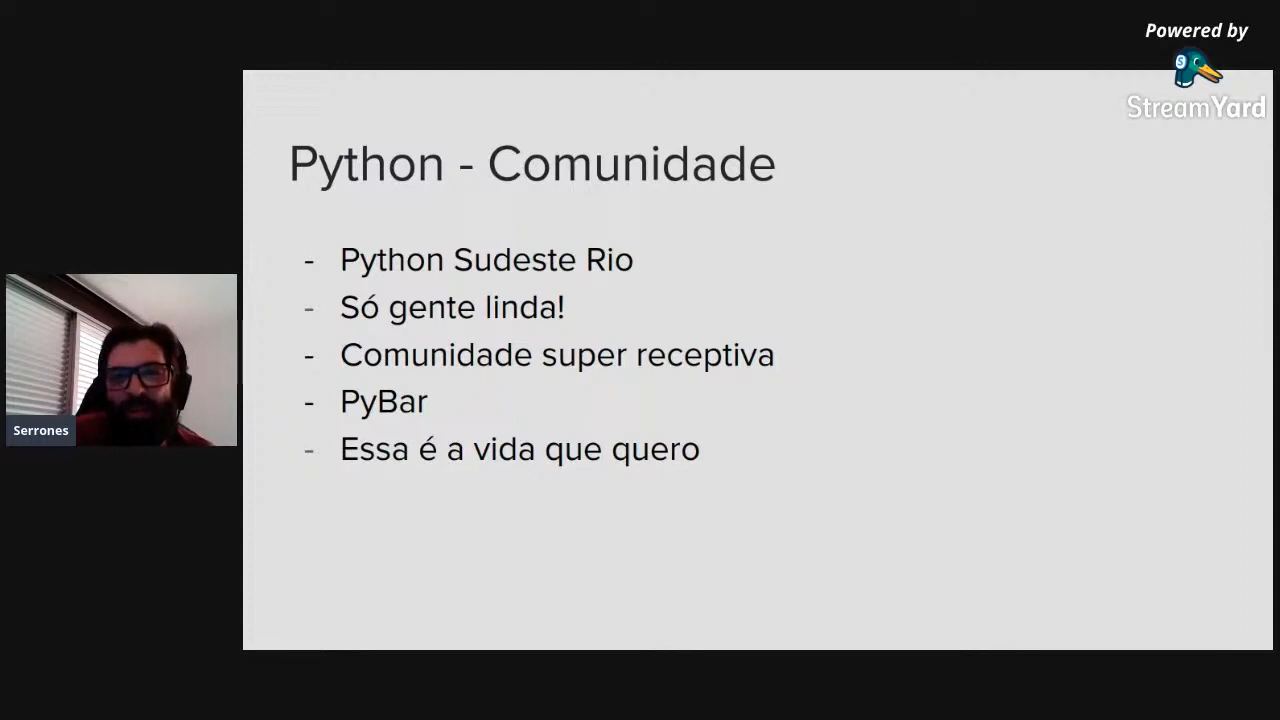 Powered by
StreamYard
Python - Comunidade
- Python Sudeste Rio
- Só gente linda!
- Comunidade super receptiva
- PyBar
- Essa é a vida que quero
Serrones